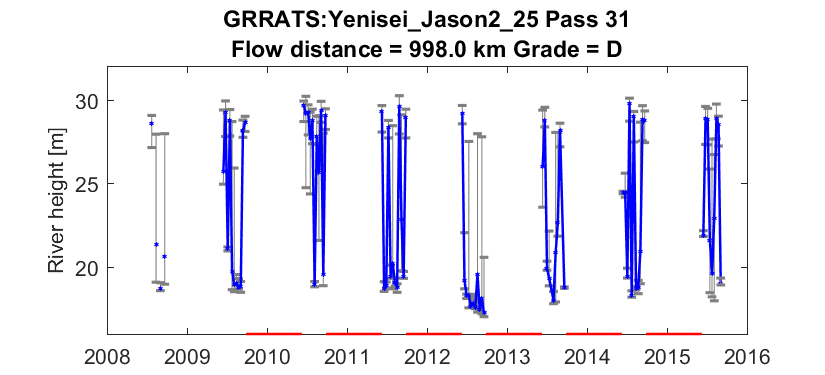 GRRATS:Yenisei_Jason2_25 Pass 31
Flow distance = 998.0 km Grade = D
River height [m]
30
25
20
2008 2009 2010 2011 2012 2013 2014 2015 2016